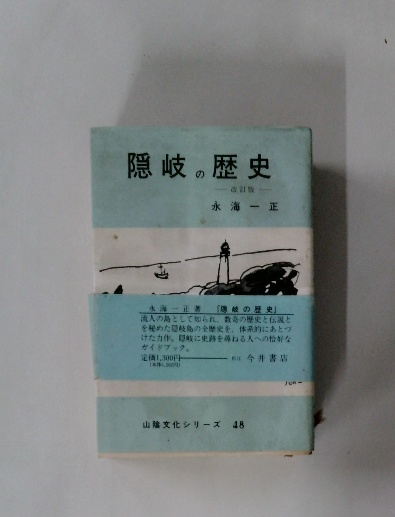 隠岐の歴史
—改訂版—
永海一正
永海一正著 「隠岐の歴史」
流人の島として知られ、数奇の歴史と伝説と
を秘めた隠岐島の全歴史を、体系的にあとづ
けた力作。隠岐に史跡を尋ねる人への恰好な
ガイドブック。
定価1,300円 今井書店
山陰文化シリーズ 48